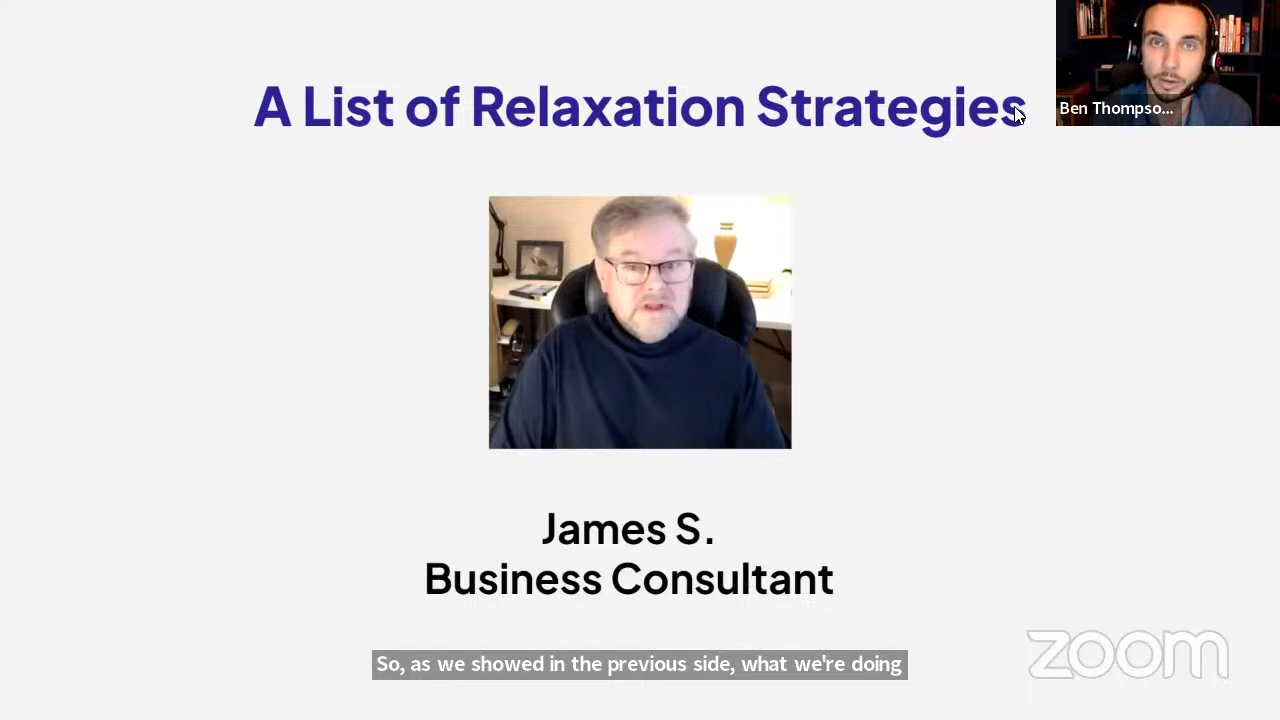 A List of Relaxation Strategies
Ben Thompso...
James S.
Business Consultant
So, as we showed in the previous side, what we're doing
zoom